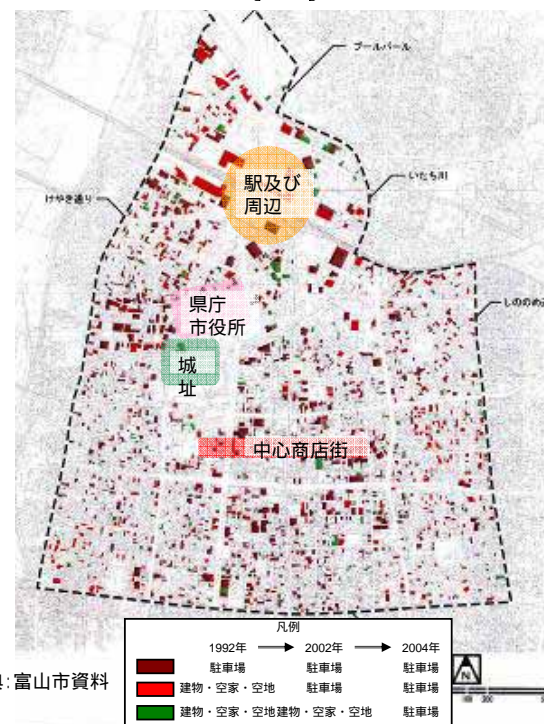 ブールバール
いたち川
駅及び
周辺
けやき通り
県庁
市役所
しののめ
城
址
中心商店街
凡例
1992年 → 2002年 → 2004年
駐車場 駐車場 駐車場
建物・空家・空地 駐車場 駐車場
建物・空家・空地 建物・空家・空地 駐車場
:富山市資料
N